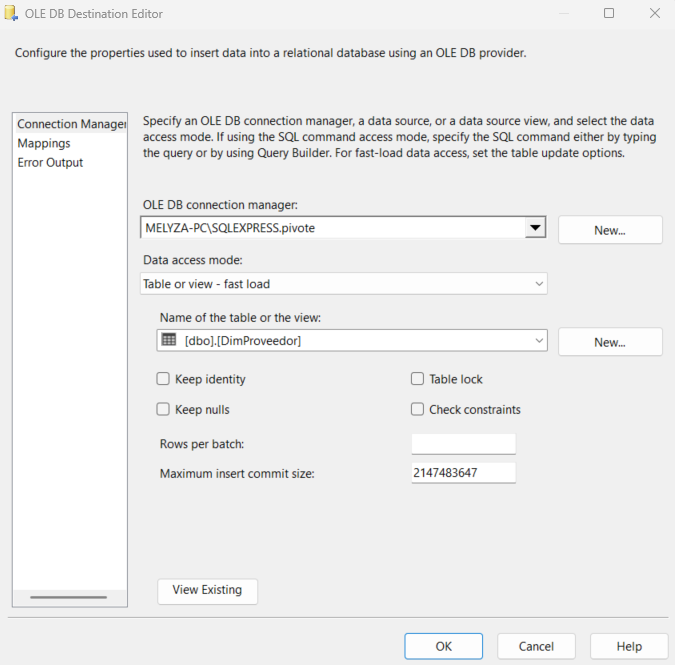 OLE DB Destination Editor
Configure the properties used to insert data into a relational database using an OLE DB provider.
Connection Manager
Mappings
Error Output
Specify an OLE DB connection manager, a data source, or a data source view, and select the data
access mode. If using the SQL command access mode, specify the SQL command either by typing
the query or by using Query Builder. For fast-load data access, set the table update options.
OLE DB connection manager:
MELYZA-PC\SQLEXPRESS.pivote
New...
Data access mode:
Table or view - fast load
Name of the table or the view:
[dbo].[DimProveedor]
New...
Keep identity
Table lock
Keep nulls
Check constraints
Rows per batch:
Maximum insert commit size:
2147483647
View Existing
OK
Cancel
Help